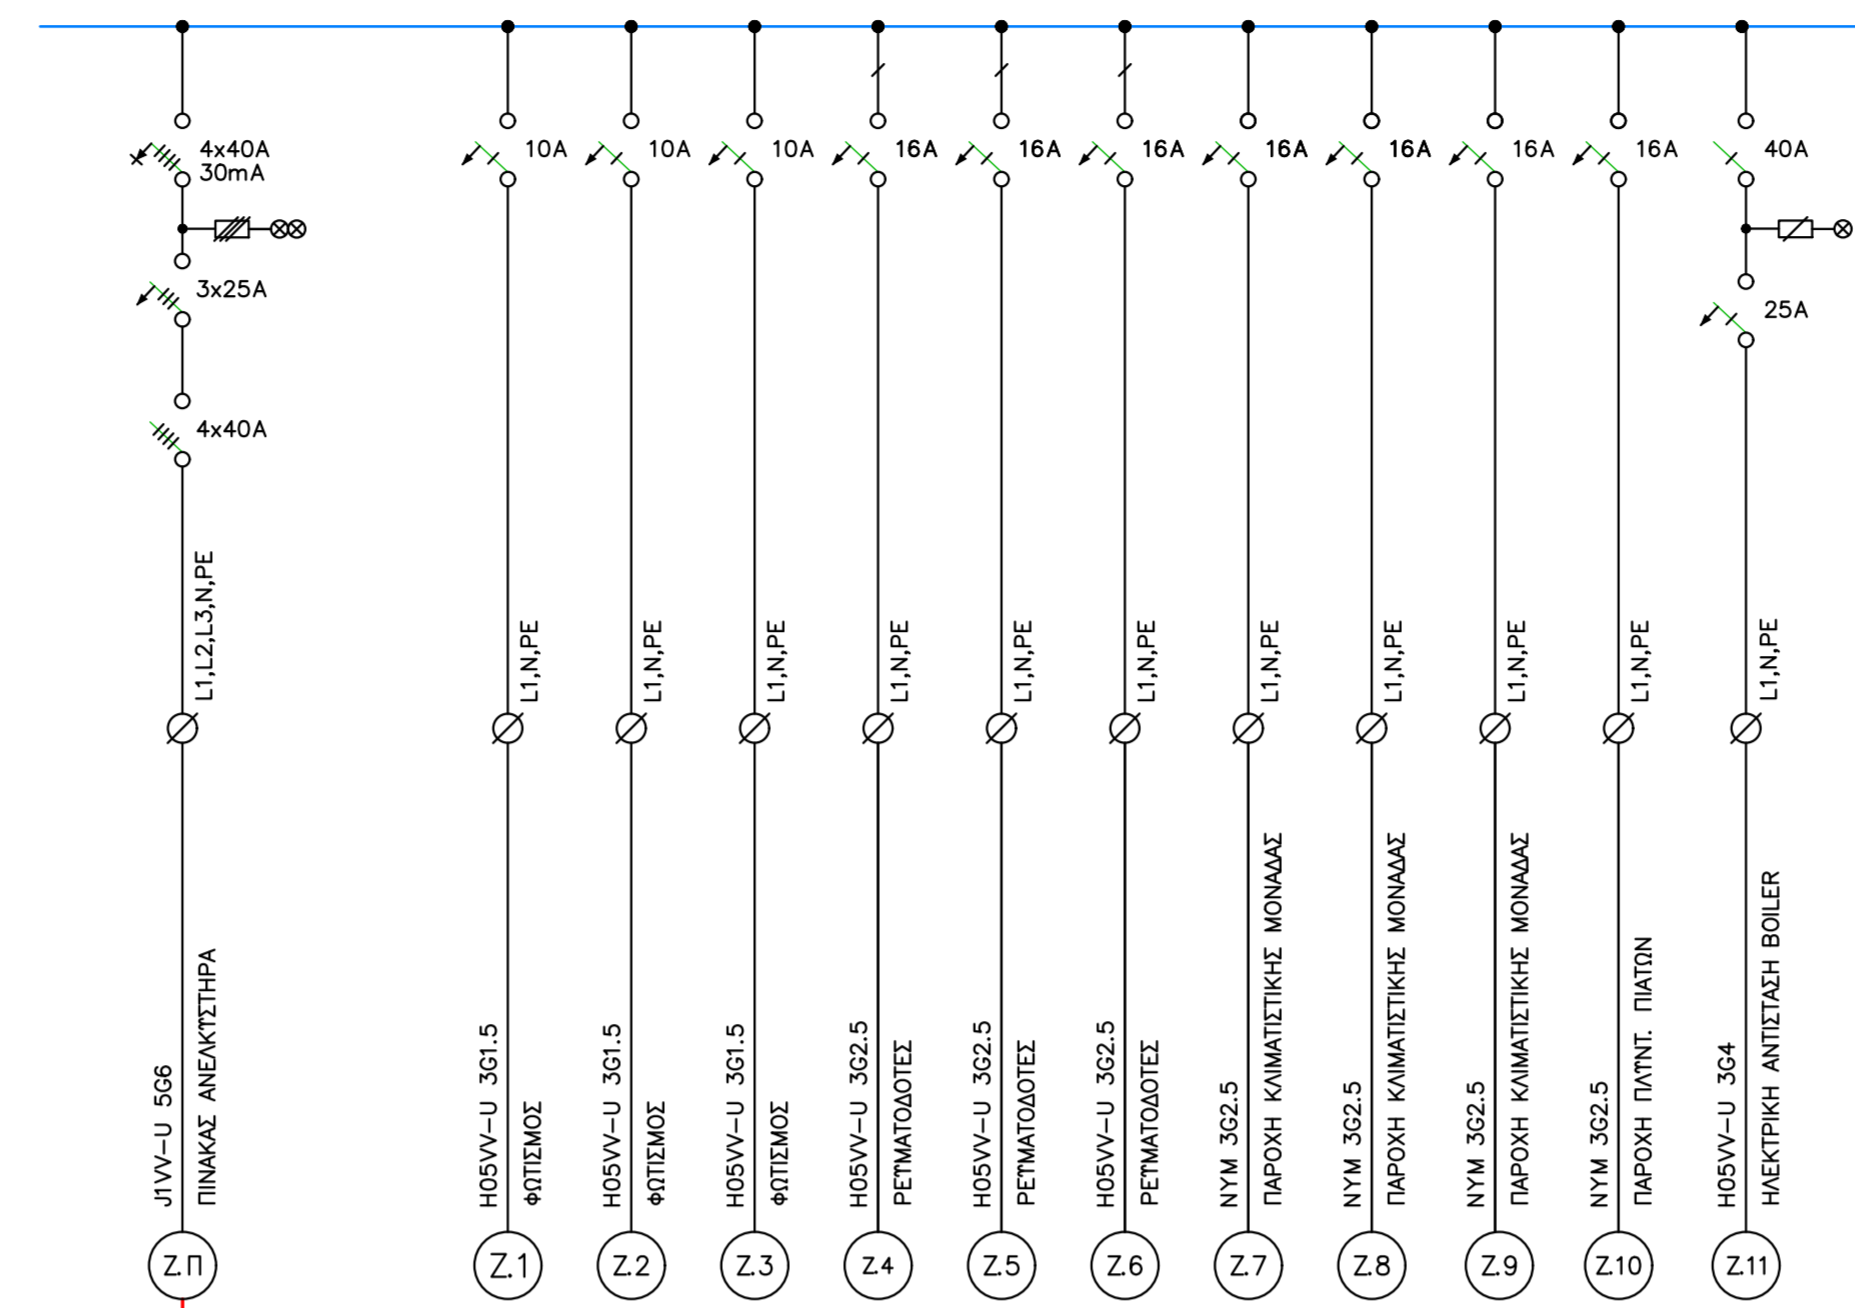 4x40A
30mA
3x25A
4x40A
L1,L2,L3,N,PE
J1VV-U 5G6
ΠΙΝΑΚΑΣ ΑΝΕΛΚΥΣΤΗΡΑ
Z.Π
10A
L1,N,PE
H05VV-U 3G1.5
ΦΩΤΙΣΜΟΣ
Z.1
10A
L1,N,PE
H05VV-U 3G1.5
ΦΩΤΙΣΜΟΣ
Z.2
10A
L1,N,PE
H05VV-U 3G1.5
ΦΩΤΙΣΜΟΣ
Z.3
16A
L1,N,PE
H05VV-U 3G2.5
ΡΕΥΜΑΤΟΔΟΤΕΣ
Z.4
16A
L1,N,PE
H05VV-U 3G2.5
ΡΕΥΜΑΤΟΔΟΤΕΣ
Z.5
16A
L1,N,PE
H05VV-U 3G2.5
ΡΕΥΜΑΤΟΔΟΤΕΣ
Z.6
16A
L1,N,PE
NYM 3G2.5
ΠΑΡΟΧΗ ΚΛΙΜΑΤΙΣΤΙΚΗΣ ΜΟΝΑΔΑΣ
Z.7
16A
L1,N,PE
NYM 3G2.5
ΠΑΡΟΧΗ ΚΛΙΜΑΤΙΣΤΙΚΗΣ ΜΟΝΑΔΑΣ
Z.8
16A
L1,N,PE
NYM 3G2.5
ΠΑΡΟΧΗ ΚΛΙΜΑΤΙΣΤΙΚΗΣ ΜΟΝΑΔΑΣ
Z.9
16A
L1,N,PE
NYM 3G2.5
ΠΑΡΟΧΗ ΠΛΥΝΤ. ΠΙΑΤΩΝ
Z.10
40A
25A
L1,N,PE
H05VV-U 3G4
ΗΛΕΚΤΡΙΚΗ ΑΝΤΙΣΤΑΣΗ BOILER
Z.11